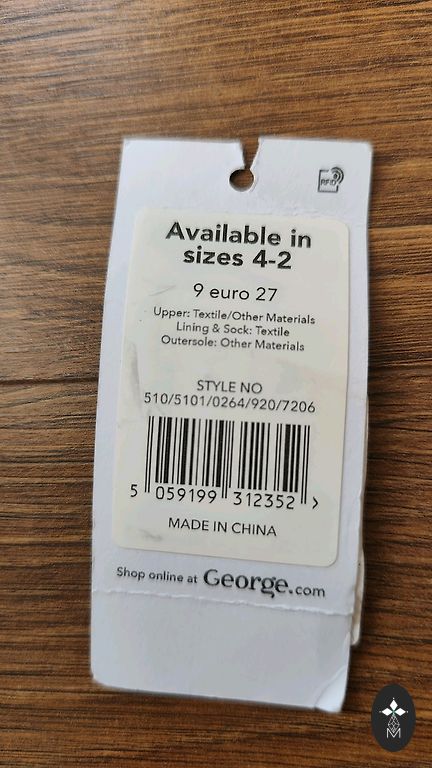 RFID
Available in
sizes 4-2
9 euro 27
Upper: Textile/Other Materials
Lining & Sock: Textile
Outersole: Other Materials
STYLE NO
510/5101/0264/920/7206
5 059199 312352 >
MADE IN CHINA
Shop online at George.com
M